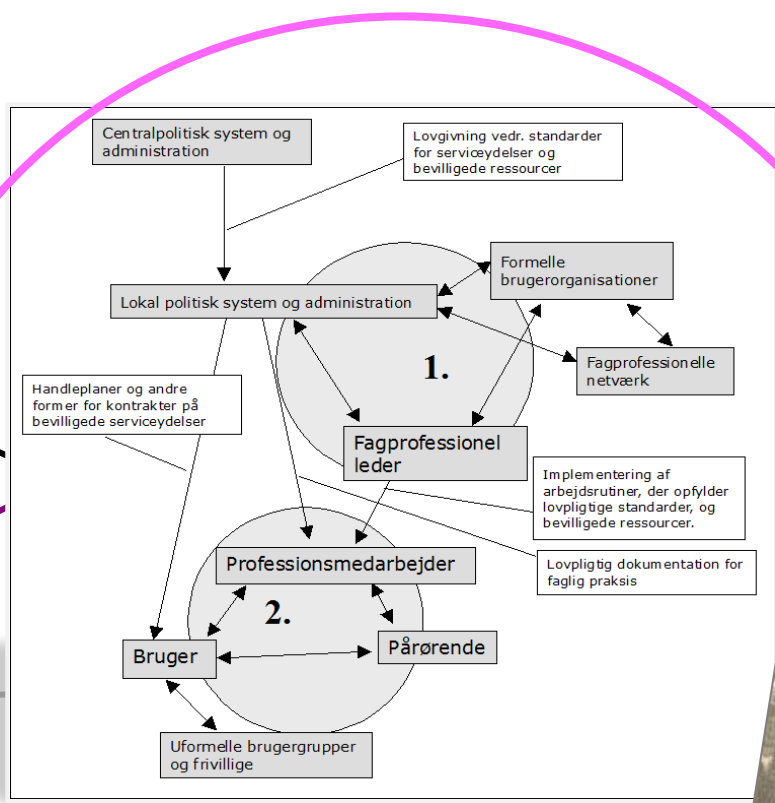 Centralpolitisk system og
administration
Lovgivning vedr. standarder
for serviceydelser og
bevilligede ressourcer
Formelle
brugerorganisationer
Lokal politisk system og administration
1.
Fagprofessionelle
netværk
Handleplaner og andre
former for kontrakter på
bevilligede serviceydelser
Fagprofessionel
leder
Implementering af
arbejdsrutiner, der opfylder
lovpligtige standarder, og
bevilligede ressourcer.
Professionsmedarbejder
Lovpligtig dokumentation for
faglig praksis
2.
Bruger
Pårørende
Uformelle brugergrupper
og frivillige